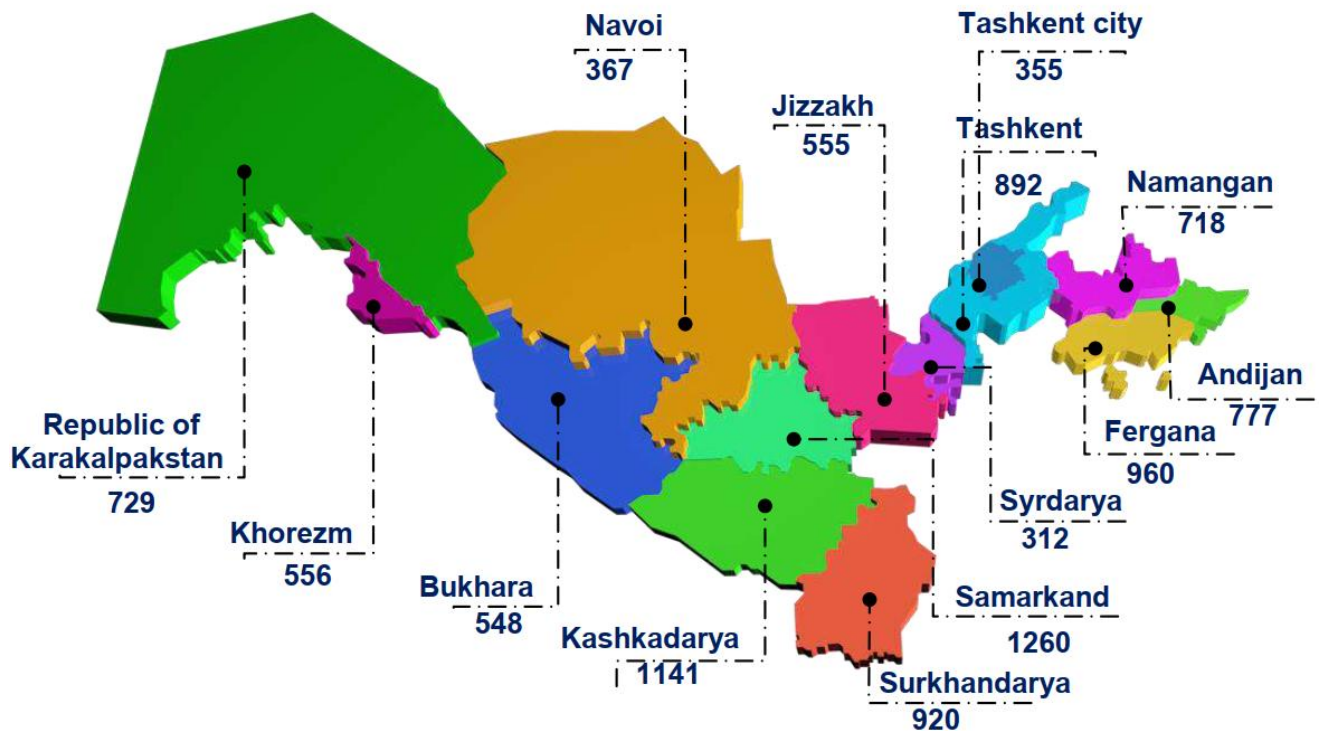 Navoi
367
Tashkent city
355
Jizzakh
555
Tashkent
892
Namangan
718
Andijan
777
Fergana
960
Republic of
Karakalpakstan
729
Khorezm
556
Syrdarya
312
Bukhara
548
Samarkand
1260
Kashkadarya
1141
Surkhandarya
920